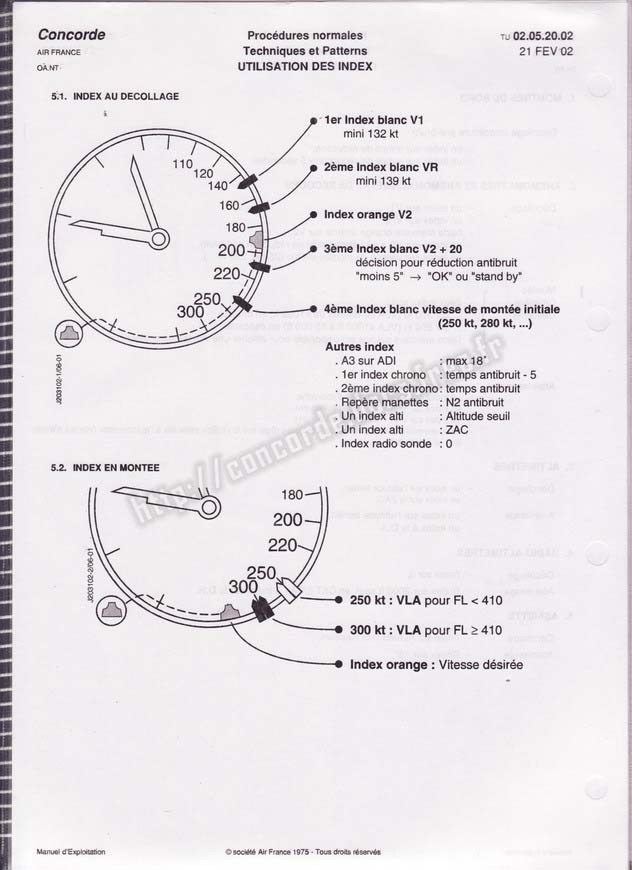 Concorde
AIR FRANCE
OA.NT
Procédures normales
Techniques et Patterns
UTILISATION DES INDEX
TU 02.05.20.02
21 FEV 02
5.1. INDEX AU DECOLLAGE
110
120
140
160
180
200
220
250
300
1er Index blanc V1
mini 132 kt
2ème Index blanc VR
mini 139 kt
Index orange V2
3ème Index blanc V2 + 20
décision pour réduction antibruit
"moins 5" → "OK" ou "stand by"
4ème Index blanc vitesse de montée initiale
(250 kt, 280 kt, ...)
J203102-1/06-01
Autres index
. A3 sur ADI : max 18°
. 1er index chrono : temps antibruit - 5
. 2ème index chrono : temps antibruit
. Repère manettes : N2 antibruit
. Un index alti : Altitude seuil
. Un index alti : ZAC
. Index radio sonde : 0
5.2. INDEX EN MONTEE
180
200
220
250
300
J203102-2/06-01
250 kt : VLA pour FL < 410
300 kt : VLA pour FL ≥ 410
Index orange : Vitesse désirée
Manuel d'Exploitation
© société Air France 1975 - Tous droits réservés